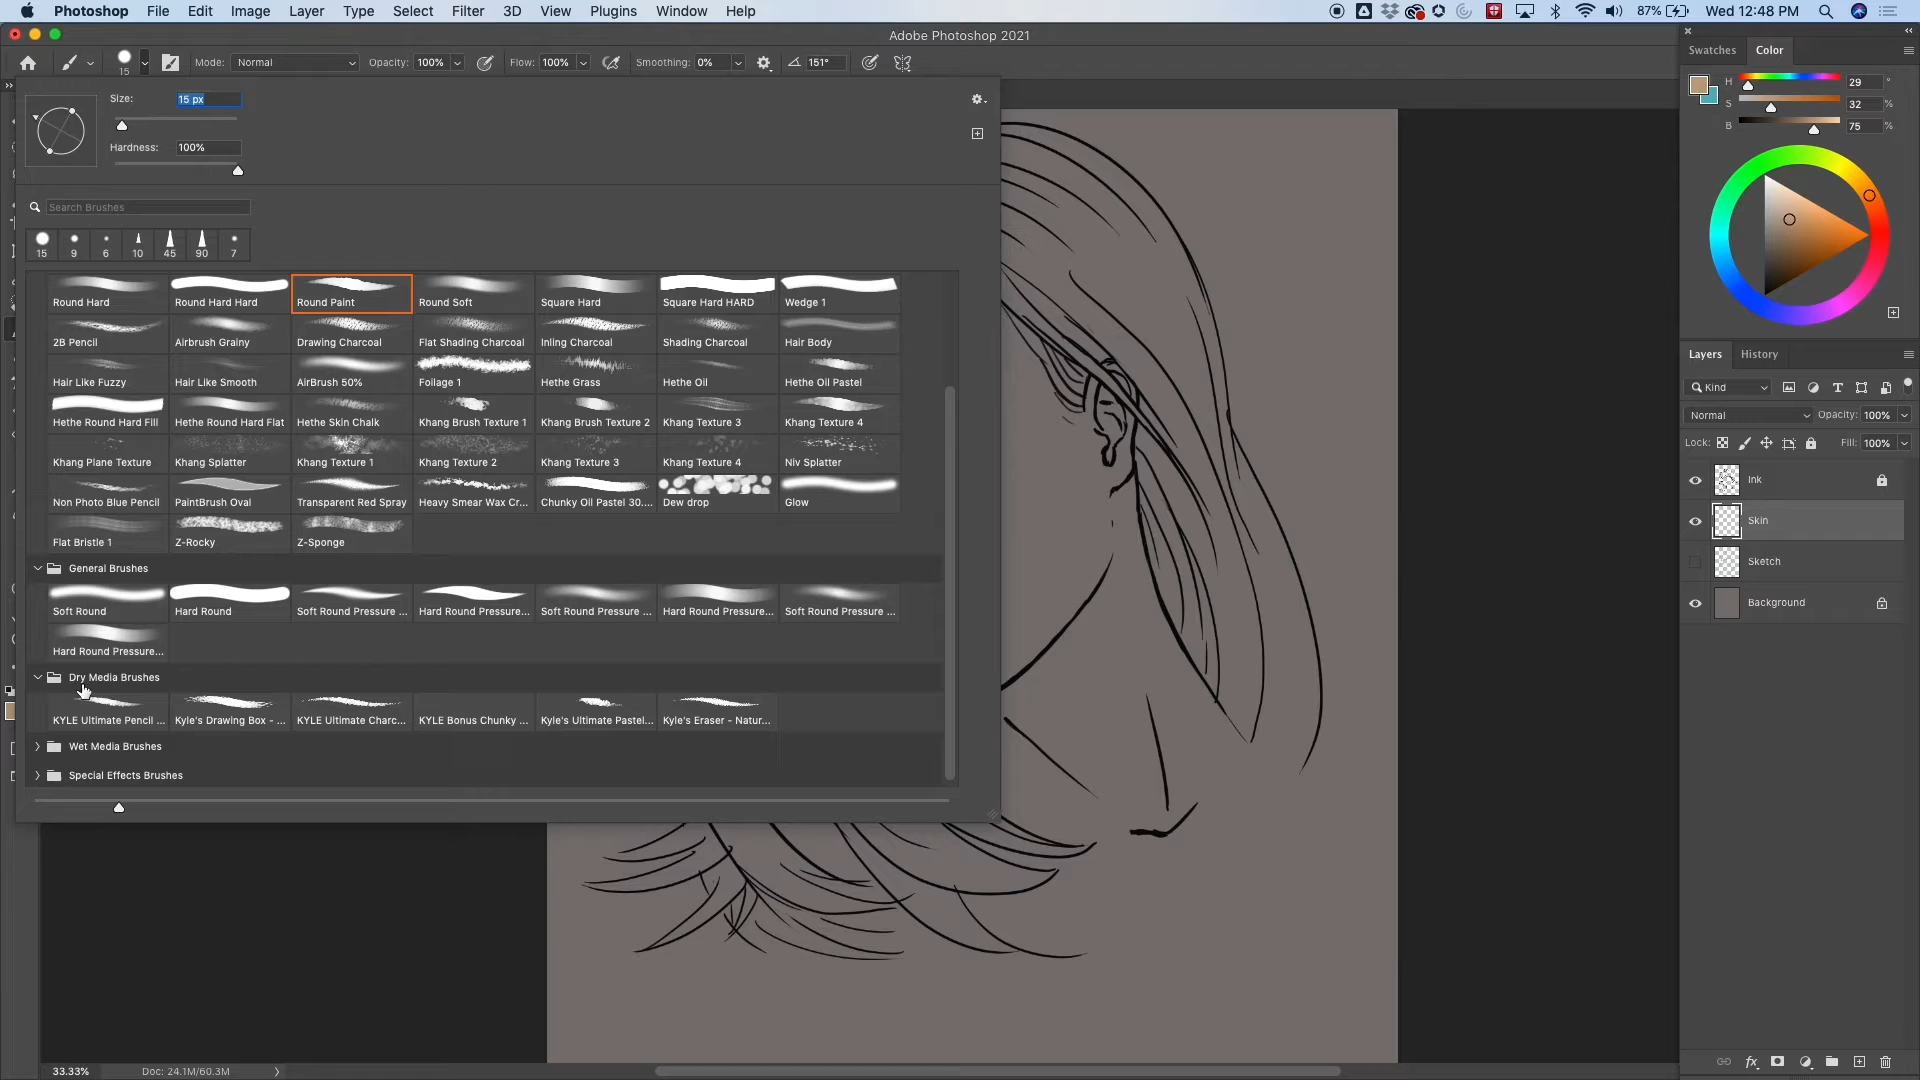 Photoshop File Edit Image Layer Type Select Filter 3D View Plugins Window Help 87% Wed 12:48 PM
Adobe Photoshop 2021
15 Mode: Normal Opacity: 100% Flow: 100% Smoothing: 0% 151°
Swatches Color
Size: 15 px
Hardness: 100%
H 29 °
S 32 %
B 75 %
Search Brushes
15 9 6 10 45 90 7
Round Hard Round Hard Hard Round Paint Round Soft Square Hard Square Hard HARD Wedge 1
2B Pencil Airbrush Grainy Drawing Charcoal Flat Shading Charcoal Inling Charcoal Shading Charcoal Hair Body
Hair Like Fuzzy Hair Like Smooth AirBrush 50% Foilage 1 Hethe Grass Hethe Oil Hethe Oil Pastel
Hethe Round Hard Fill Hethe Round Hard Flat Hethe Skin Chalk Khang Brush Texture 1 Khang Brush Texture 2 Khang Texture 3 Khang Texture 4
Khang Plane Texture Khang Splatter Khang Texture 1 Khang Texture 2 Khang Texture 3 Khang Texture 4 Niv Splatter
Non Photo Blue Pencil PaintBrush Oval Transparent Red Spray Heavy Smear Wax Cr... Chunky Oil Pastel 30.... Dew drop Glow
Flat Bristle 1 Z-Rocky Z-Sponge
General Brushes
Soft Round Hard Round Soft Round Pressure ... Hard Round Pressure... Soft Round Pressure ... Hard Round Pressure... Soft Round Pressure ...
Hard Round Pressure...
Dry Media Brushes
KYLE Ultimate Pencil ... Kyle's Drawing Box - ... KYLE Ultimate Charc... KYLE Bonus Chunky ... Kyle's Ultimate Pastel... Kyle's Eraser - Natur...
Wet Media Brushes
Special Effects Brushes
Layers History
Kind
Normal Opacity: 100%
Lock: Fill: 100%
Ink
Skin
Sketch
Background
33.33% Doc: 24.1M/60.3M
fx